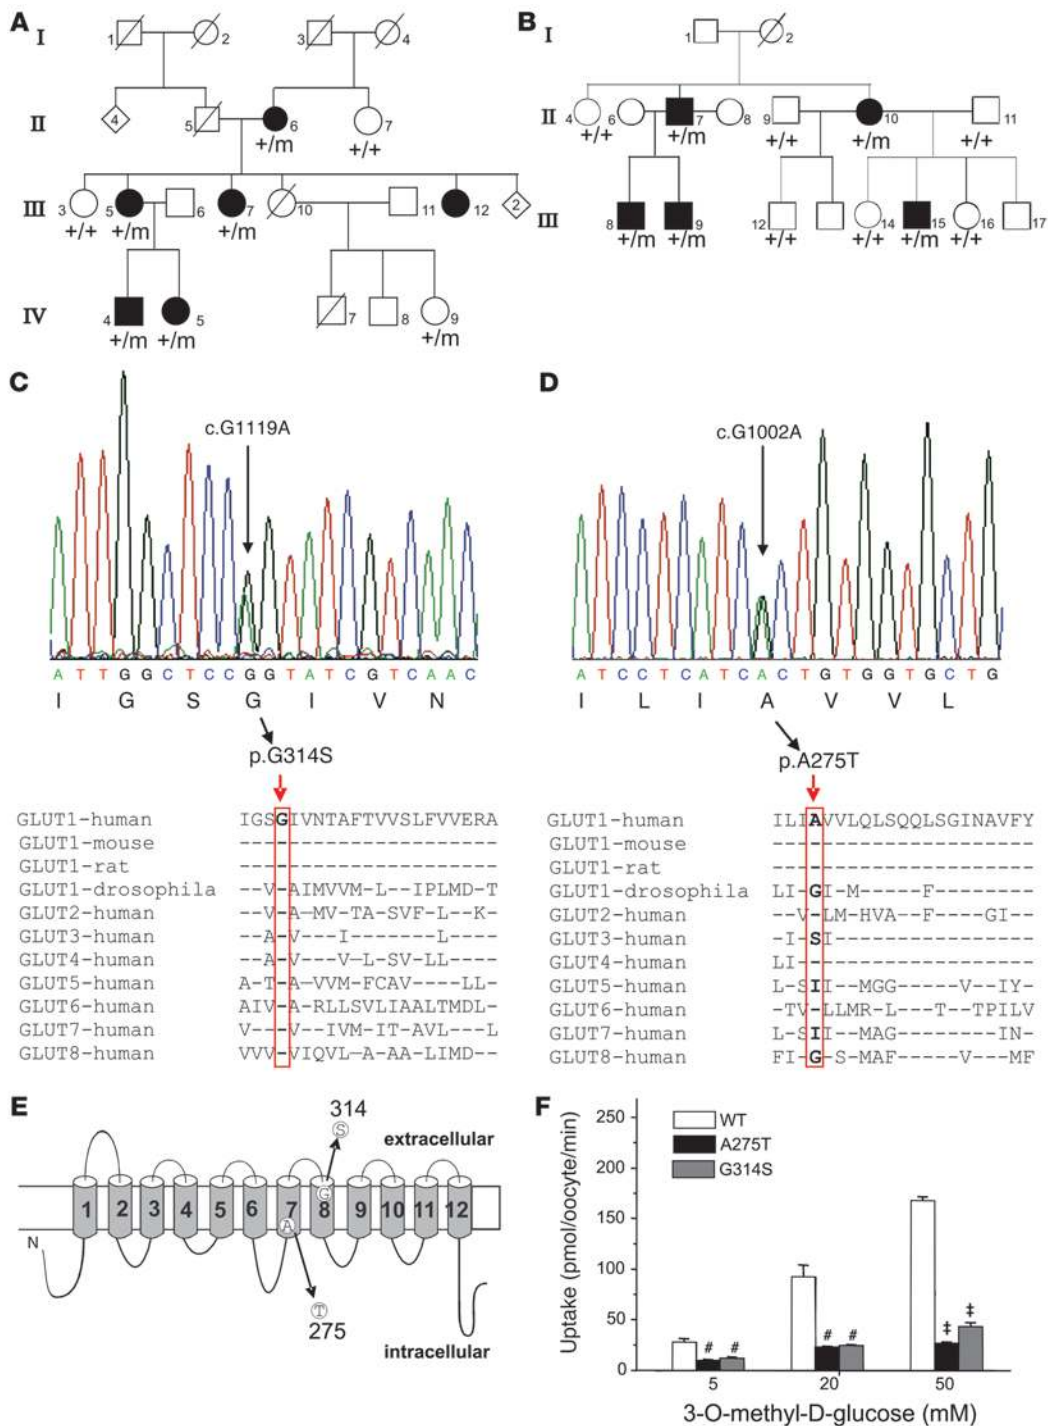 A
B
I
1 2 3 4
I
1 2
II
4 5 6 7
+/m +/+
II
4 6 7 8 9 10 11
+/+ +/m +/+ +/m +/+
III
3 5 6 7 10 11 12 2
+/+ +/m +/m
III
8 9 12 14 15 16 17
+/m +/m +/+ +/+ +/m +/+
IV
4 5 7 8 9
+/m +/m +/m
C
c.G1119A
A T T G G C T C C G G T A T C G T C A A C
I G S G I V N
p.G314S
D
c.G1002A
A T C C T C A T C A C T G T G G T G C T G
I L I A V V L
p.A275T
GLUT1-human IGSGIVNTAFTVVSLFVVERA
GLUT1-mouse ---------------------
GLUT1-rat ---------------------
GLUT1-drosophila --V-AIMVVM-L--IPLMD-T
GLUT2-human --V-A-MV-TA-SVF-L--K-
GLUT3-human --A-V---I-------L----
GLUT4-human --A-V---V-L-SV-LL----
GLUT5-human A-T-A-VVM-FCAV----LL-
GLUT6-human AIV-A-RLLSVLIAALTMDL-
GLUT7-human V---V--IVM-IT-AVL---L
GLUT8-human VVV-VIQVL-A-AA-LIMD--
GLUT1-human ILIAVVLQLSQQLSGINAVFY
GLUT1-mouse ---------------------
GLUT1-rat ---------------------
GLUT1-drosophila LI-GI-M-----F--------
GLUT2-human --V-LM-HVA--F----GI--
GLUT3-human -I-SI----------------
GLUT4-human LI-------------------
GLUT5-human L-SII--MGG-----V--IY-
GLUT6-human -TV-LLMR-L---T--TPILV
GLUT7-human L-SII--MAG------IN-
GLUT8-human FI-G-S-MAF-----V---MF
E
314
S
extracellular
G
1 2 3 4 5 6 7 8 9 10 11 12
A
N
T
275
intracellular
F
Uptake (pmol/oocyte/min)
250
200
150
100
50
0
WT
A275T
G314S
# # # # ‡ ‡
5 20 50
3-O-methyl-D-glucose (mM)